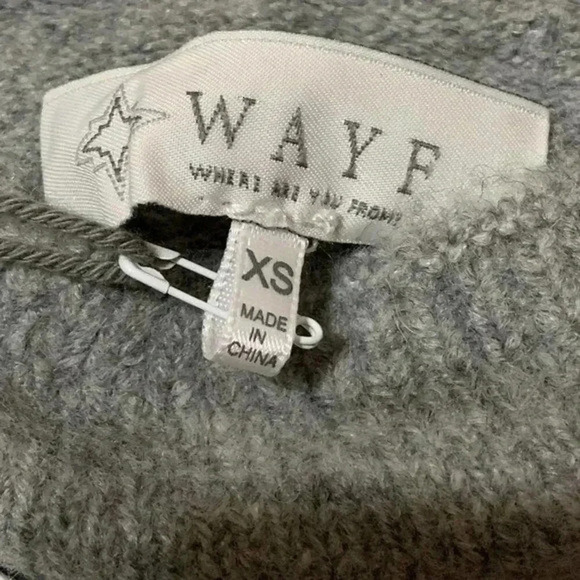 WAYF
WHERE ARE YOU FROM?
XS
MADE
IN
CHINA